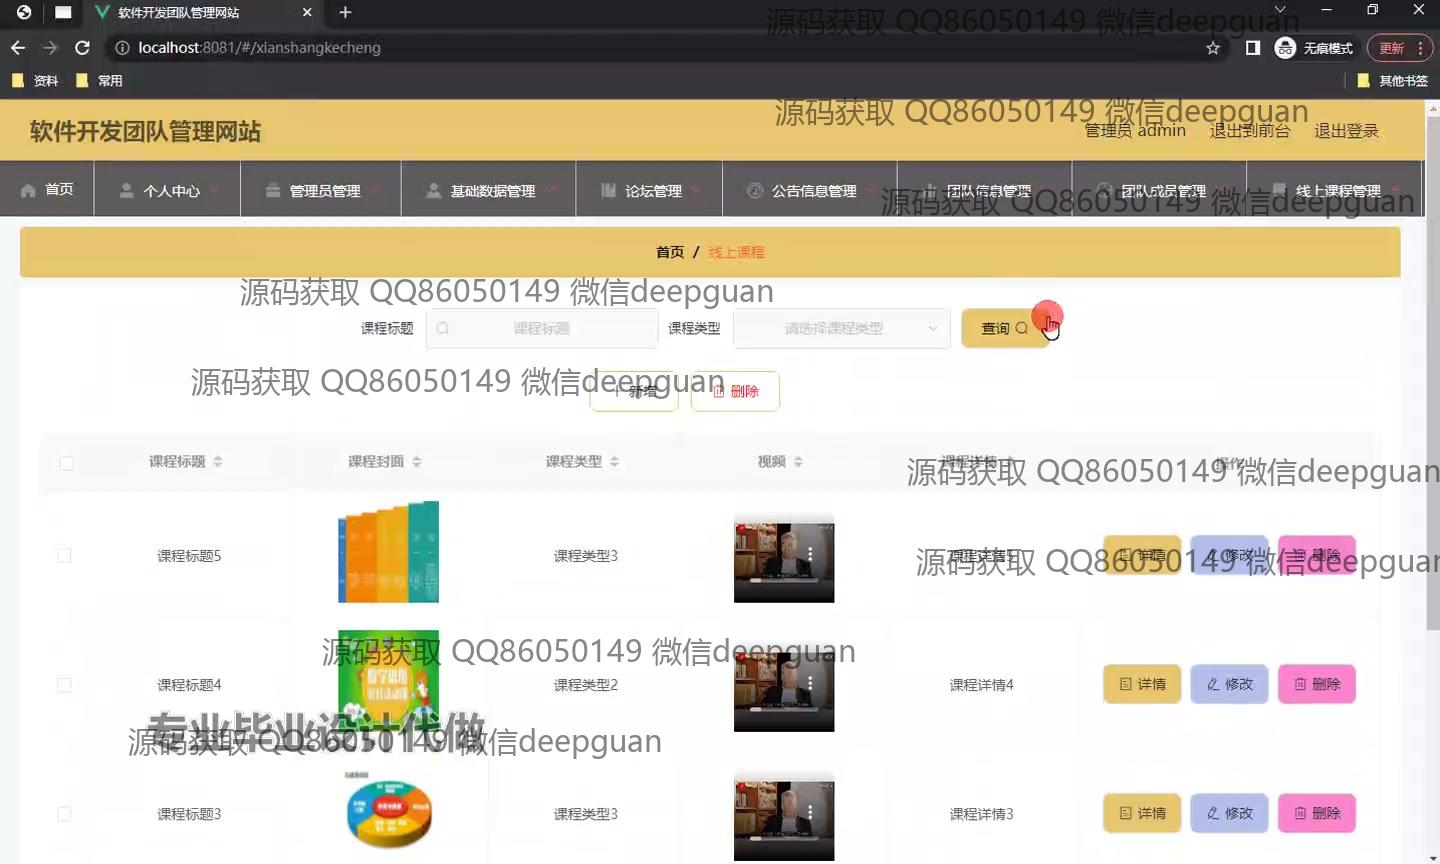 软件开发团队管理网站
源码获取 QQ86050149 微信deepguan
localhost:8081/#/xianshangkecheng
无痕模式
更新
资料
常用
其他书签
源码获取 QQ86050149 微信deepguan
软件开发团队管理网站
管理员 admin
退出到前台
退出登录
首页
个人中心
管理员管理
基础数据管理
论坛管理
公告信息管理
团队信息管理
团队成员管理
线上课程管理
源码获取 QQ86050149 微信deepguan
首页 / 线上课程
源码获取 QQ86050149 微信deepguan
课程标题
课程标题
课程类型
请选择课程类型
查询
源码获取 QQ86050149 微信deepguan
新增
删除
课程标题
课程封面
课程类型
视频
课程详情
操作
源码获取 QQ86050149 微信deepguan
课程标题5
课程类型3
课程详情5
详情
修改
删除
源码获取 QQ86050149 微信deepguan
源码获取 QQ86050149 微信deepguan
课程标题4
课程类型2
课程详情4
详情
修改
删除
专业毕业设计代做
源码获取 QQ86050149 微信deepguan
课程标题3
课程类型3
课程详情3
详情
修改
删除